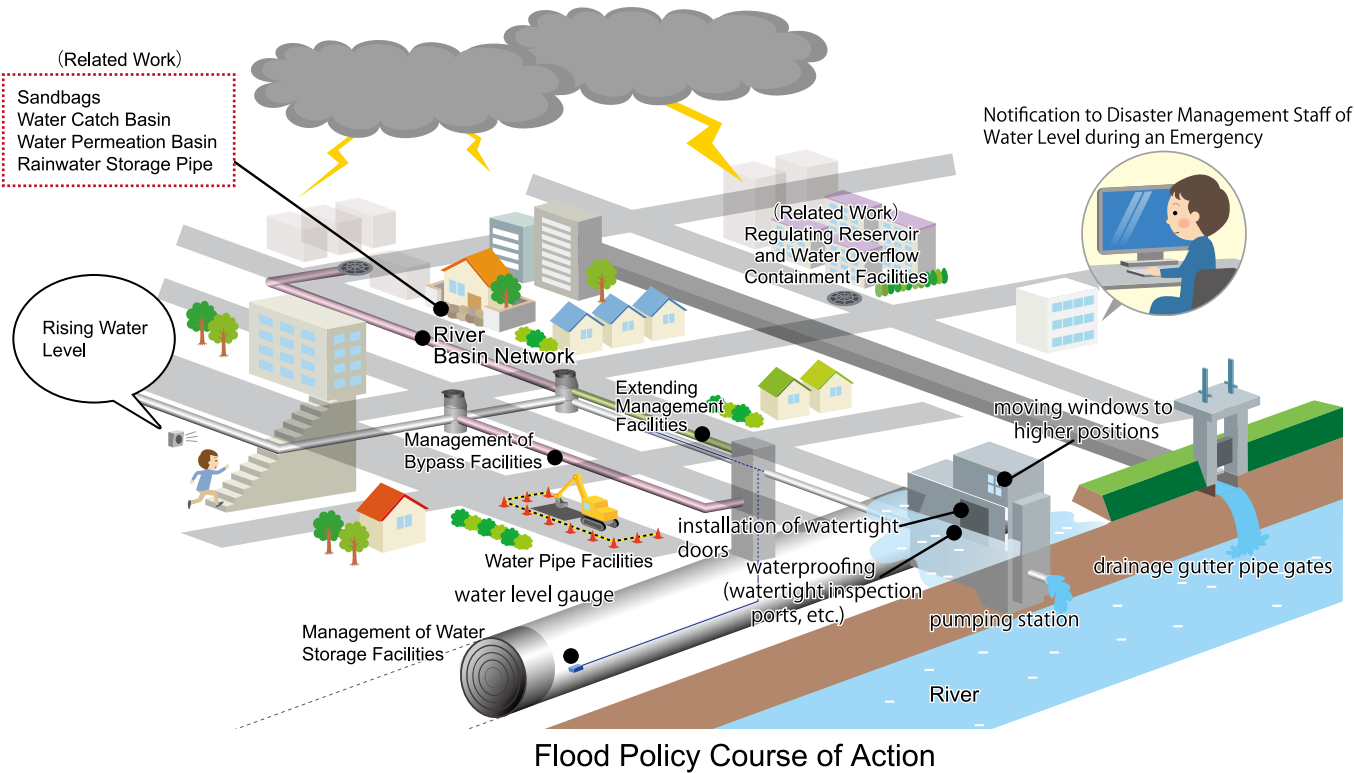 (Related Work)
Sandbags
Water Catch Basin
Water Permeation Basin
Rainwater Storage Pipe
Notification to Disaster Management Staff of
Water Level during an Emergency
(Related Work)
Regulating Reservoir
and Water Overflow
Containment Facilities
Rising Water
Level
River
Basin Network
Extending
Management
Facilities
moving windows to
higher positions
Management of
Bypass Facilities
installation of watertight
doors
Water Pipe Facilities
waterproofing
(watertight inspection
ports, etc.)
drainage gutter pipe gates
water level gauge
pumping station
Management of Water
Storage Facilities
River
Flood Policy Course of Action